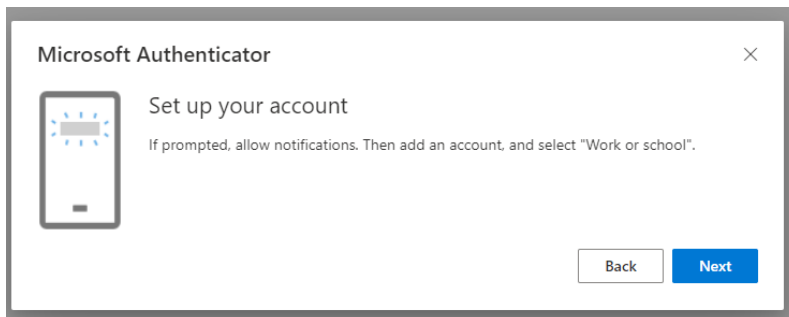 Microsoft Authenticator
Set up your account
If prompted, allow notifications. Then add an account, and select "Work or school".
Back
Next